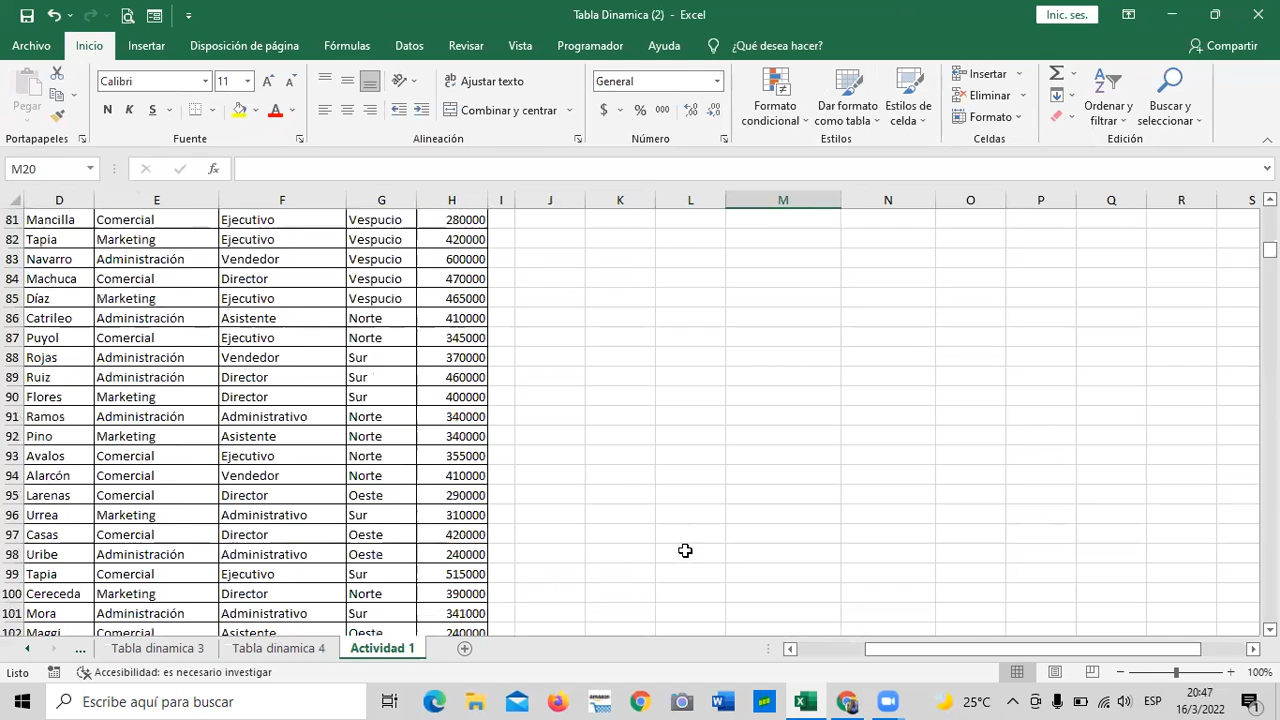 Tabla Dinamica (2) - Excel
Inic. ses.
Archivo Inicio Insertar Disposición de página Fórmulas Datos Revisar Vista Programador Ayuda ¿Qué desea hacer? Compartir
Pegar
Calibri 11
N K S
Ajustar texto
Combinar y centrar
General
$ % 000
Formato condicional
Dar formato como tabla
Estilos de celda
Insertar
Eliminar
Formato
Ordenar y filtrar
Buscar y seleccionar
Portapapeles Fuente Alineación Número Estilos Celdas Edición
M20 fx
D E F G H I J K L M N O P Q R S
81 Mancilla Comercial Ejecutivo Vespucio 280000
82 Tapia Marketing Ejecutivo Vespucio 420000
83 Navarro Administración Vendedor Vespucio 600000
84 Machuca Comercial Director Vespucio 470000
85 Díaz Marketing Ejecutivo Vespucio 465000
86 Catrileo Administración Asistente Norte 410000
87 Puyol Comercial Ejecutivo Norte 345000
88 Rojas Administración Vendedor Sur 370000
89 Ruiz Administración Director Sur 460000
90 Flores Marketing Director Sur 400000
91 Ramos Administración Administrativo Norte 340000
92 Pino Marketing Asistente Norte 340000
93 Avalos Comercial Ejecutivo Norte 355000
94 Alarcón Comercial Vendedor Norte 410000
95 Larenas Comercial Director Oeste 290000
96 Urrea Marketing Administrativo Sur 310000
97 Casas Comercial Director Oeste 420000
98 Uribe Administración Administrativo Oeste 240000
99 Tapia Comercial Ejecutivo Sur 515000
100 Cereceda Marketing Director Norte 390000
101 Mora Administración Administrativo Sur 341000
102 Maggi Comercial Asistente Oeste 240000
... Tabla dinamica 3 Tabla dinamica 4 Actividad 1
Listo Accesibilidad: es necesario investigar 100%
Escribe aquí para buscar
25°C
ESP
20:47
16/3/2022